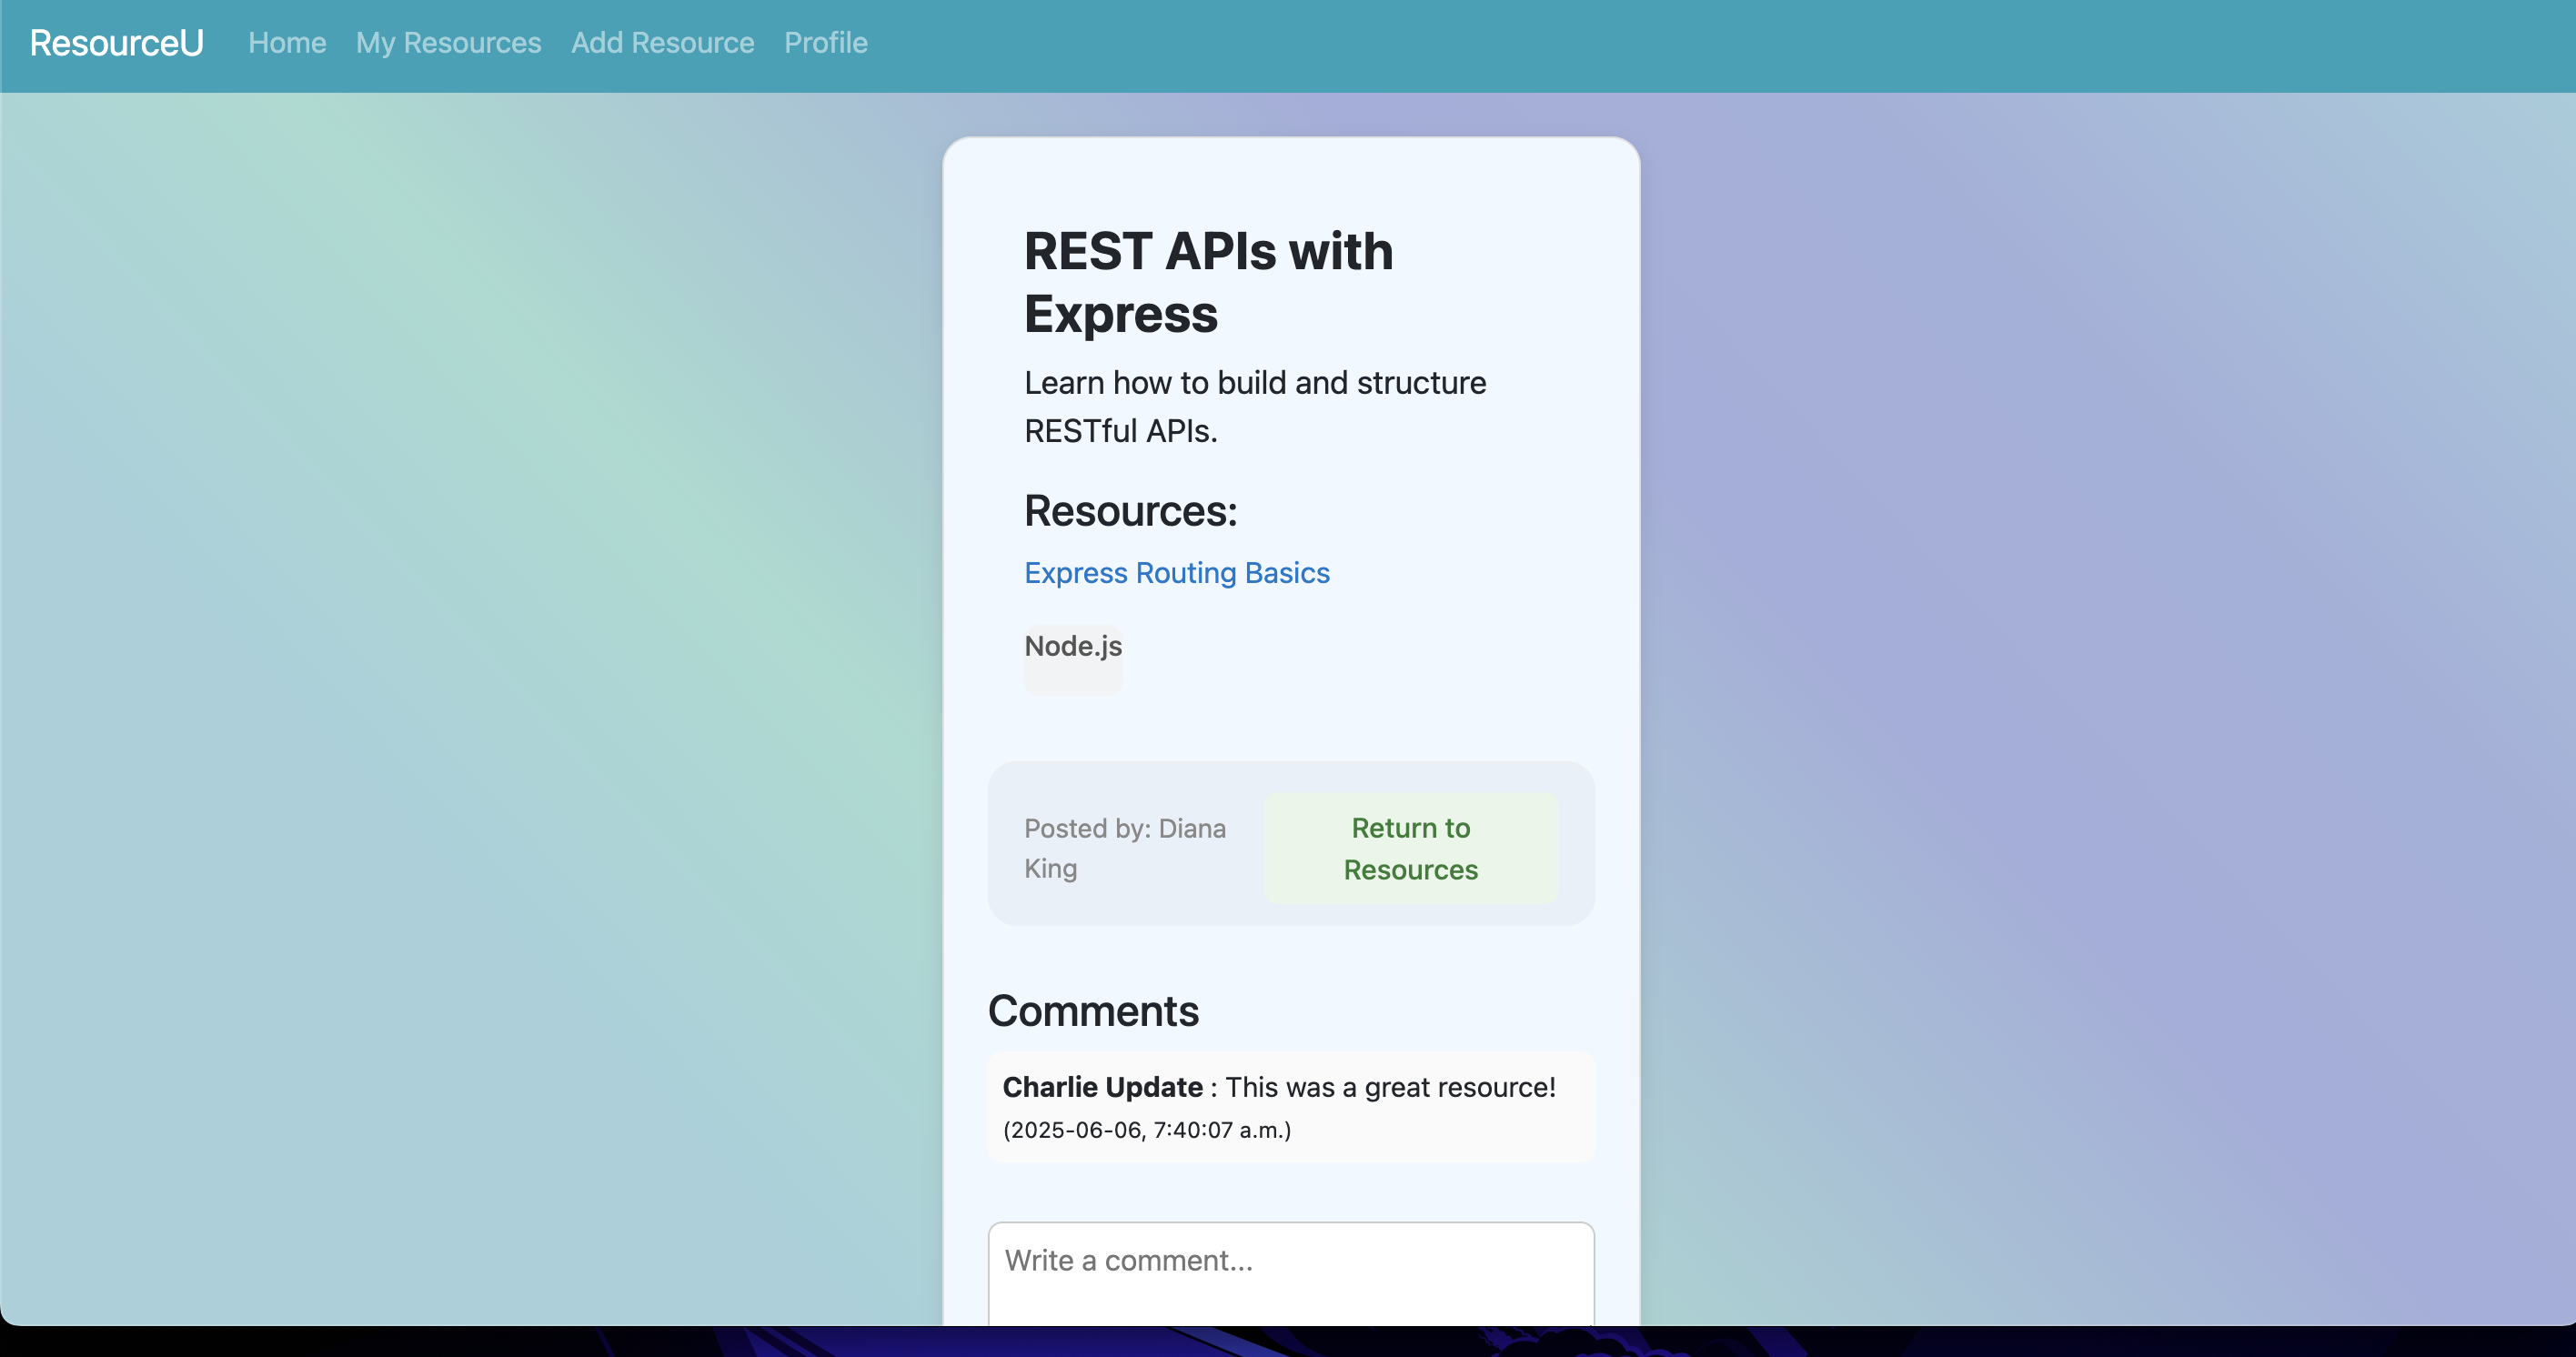 ResourceU Home My Resources Add Resource Profile
REST APIs with
Express
Learn how to build and structure
RESTful APIs.
Resources:
Express Routing Basics
Node.js
Posted by: Diana
King
Return to
Resources
Comments
Charlie Update : This was a great resource!
(2025-06-06, 7:40:07 a.m.)
Write a comment...